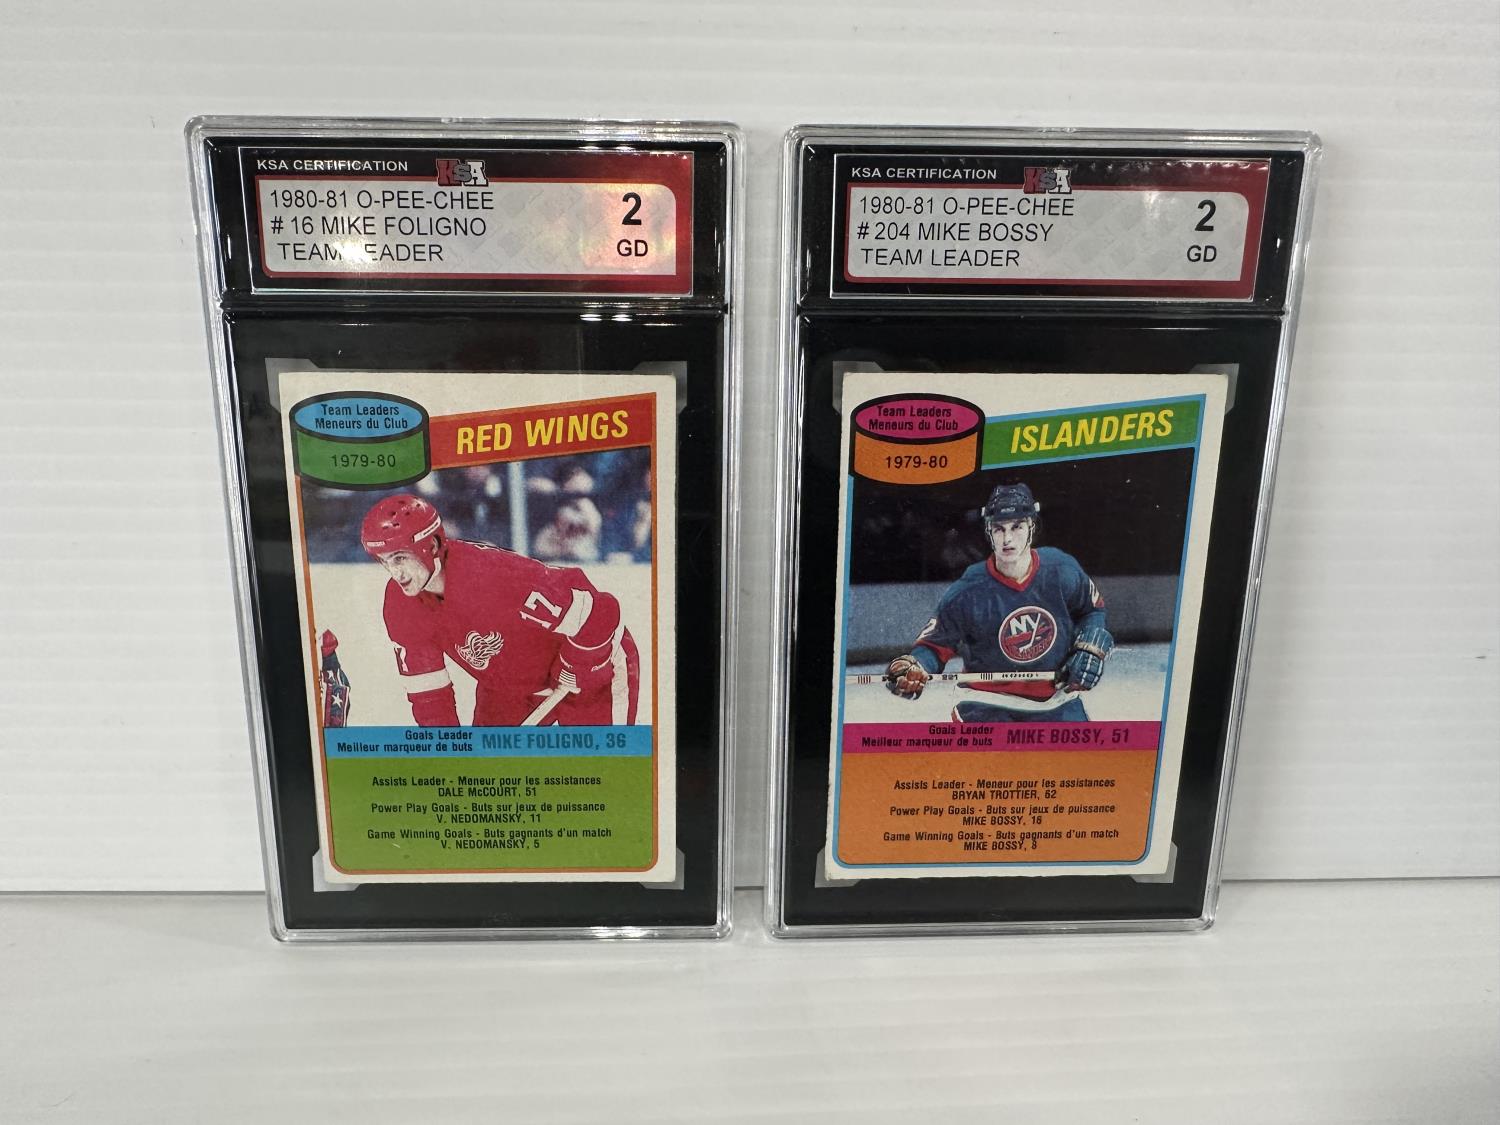 KSA CERTIFICATION
KSA
1980-81 O-PEE-CHEE
2
# 16 MIKE FOLIGNO
GD
TEAM LEADER
Team Leaders
Meneurs du Club
1979-80
RED WINGS
17
Goals Leader
Meilleur marqueur de buts
MIKE FOLIGNO, 36
Assists Leader - Meneur pour les assistances
DALE McCOURT, 51
Power Play Goals - Buts sur jeux de puissance
V. NEDOMANSKY, 11
Game Winning Goals - Buts gagnants d'un match
V. NEDOMANSKY, 5
KSA CERTIFICATION
KSA
1980-81 O-PEE-CHEE
2
# 204 MIKE BOSSY
GD
TEAM LEADER
Team Leaders
Meneurs du Club
1979-80
ISLANDERS
NY
221
KOHO
Goals Leader
Meilleur marqueur de buts
MIKE BOSSY, 51
Assists Leader - Meneur pour les assistances
BRYAN TROTTIER, 62
Power Play Goals - Buts sur jeux de puissance
MIKE BOSSY, 16
Game Winning Goals - Buts gagnants d'un match
MIKE BOSSY, 8